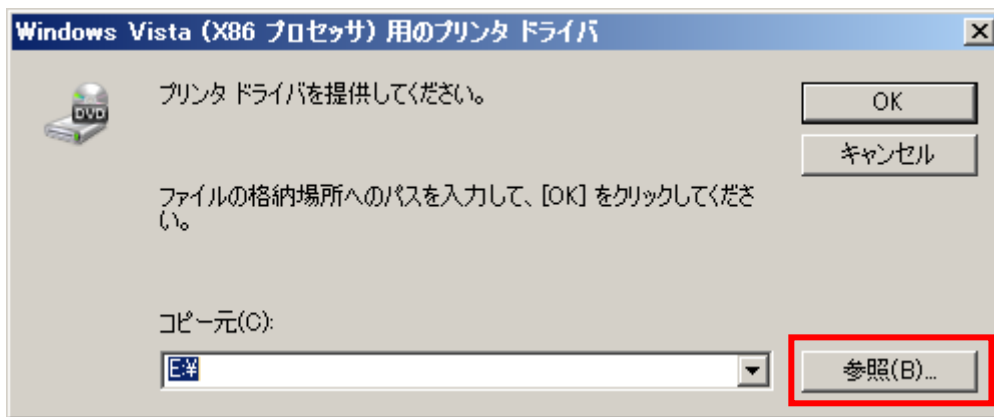 Windows Vista (X86 プロセッサ) 用のプリンタ ドライバ
DVD
プリンタ ドライバを提供してください。
OK
キャンセル
ファイルの格納場所へのパスを入力して、[OK] をクリックしてくださ
い。
コピー元(C):
E:¥
参照(B)...